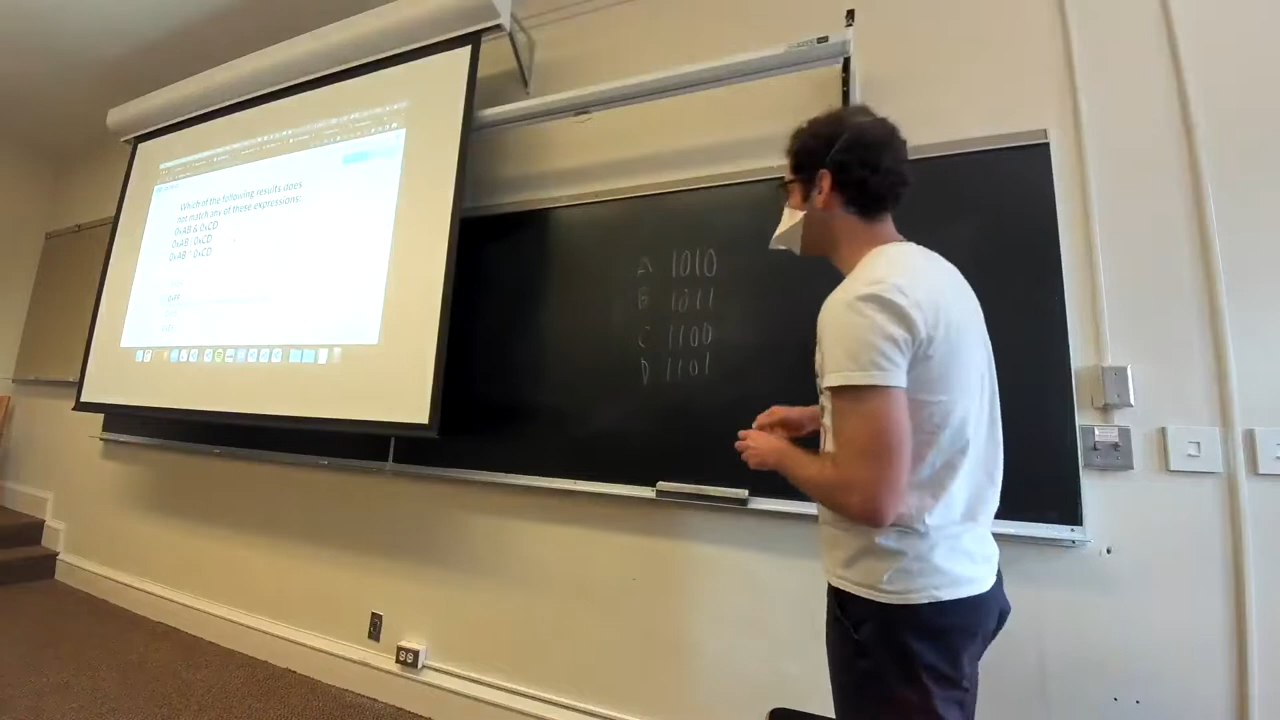 Which of the following results does
not match any of these expressions:
0xAB & 0xCD
0xAB | 0xCD
0xAB ^ 0xCD
0xFF
A 1010
B 1011
C 1100
D 1101